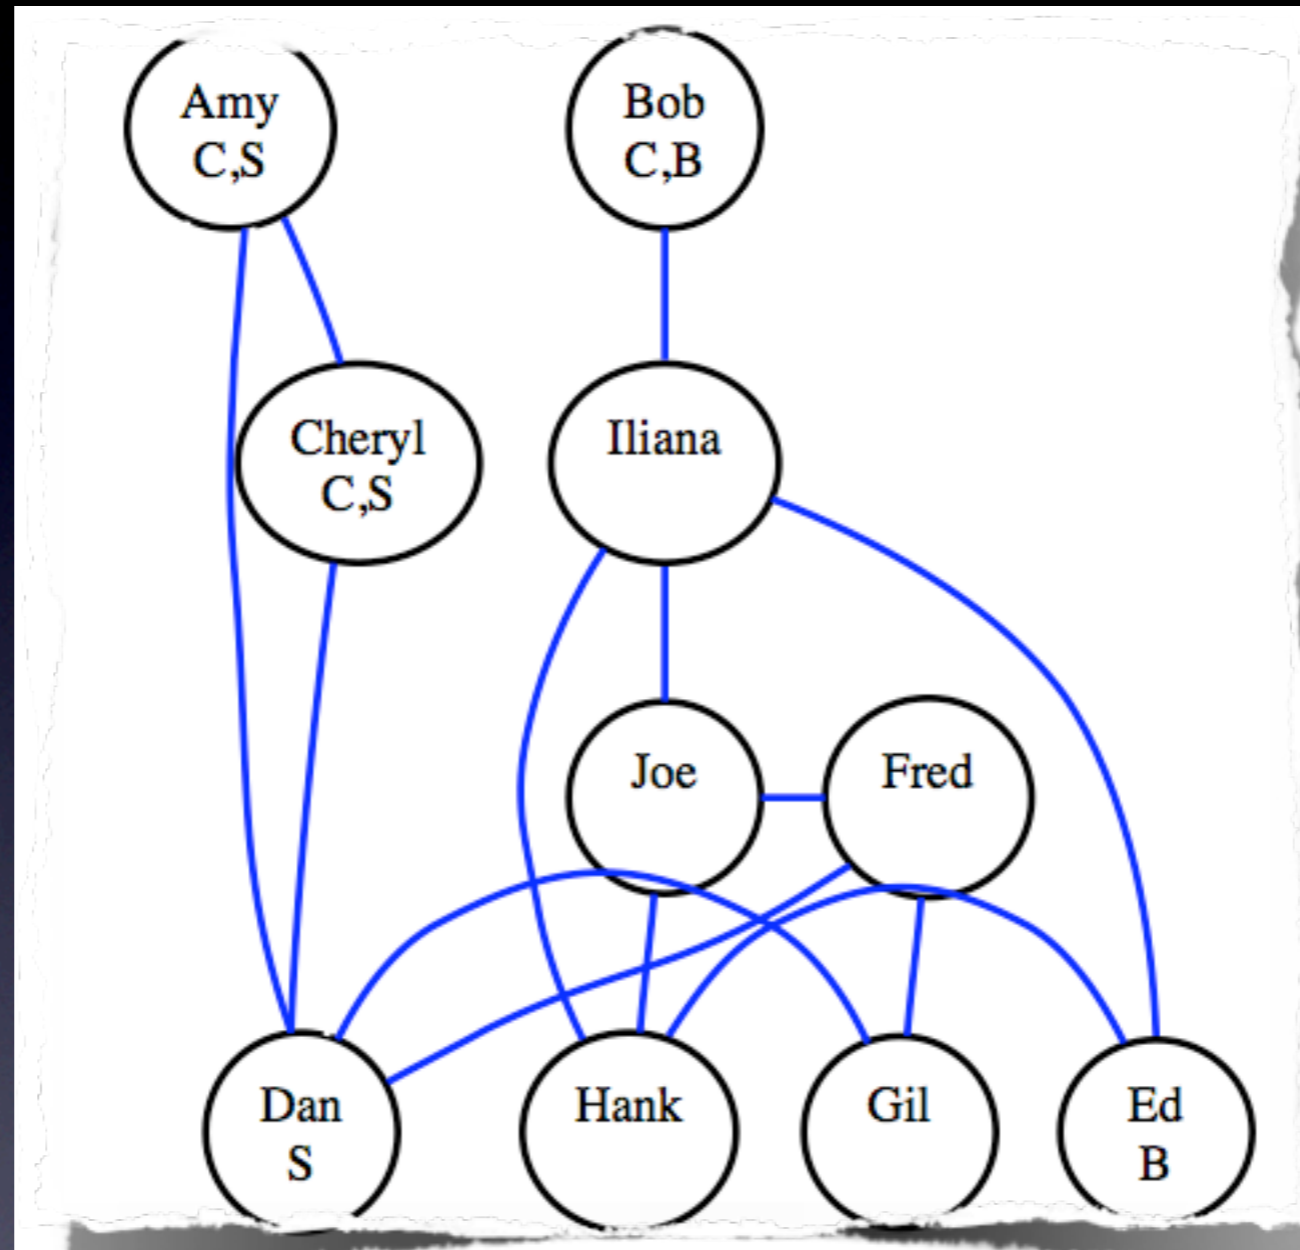 Amy
C,S
Bob
C,B
Cheryl
C,S
Iliana
Joe
Fred
Dan
S
Hank
Gil
Ed
B